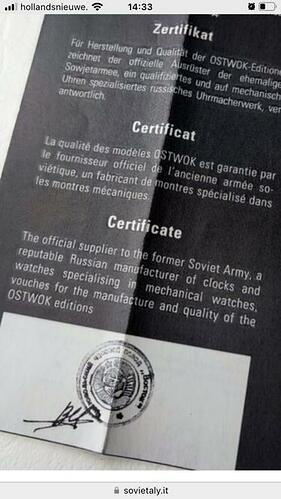 hollandsnieuwe.
14:33
Zertifikat
Für Herstellung und Qualität der OSTWOK-Editione
zeichnet der offizielle Ausrüster der ehemalige
Sowjetarmee, ein qualifiziertes und auf mechanisch
Uhren spezialisiertes russisches Uhrmacherwerk, ver
antwortlich.
Certificat
La qualité des modèles OSTWOK est garantie par
le fournisseur officiel de l'ancienne armée so-
viétique, un fabricant de montres spécialisé dans
les montres mécaniques.
Certificate
The official supplier to the former Soviet Army, a
reputable Russian manufacturer of clocks and
watches specialising in mechanical watches,
vouches for the manufacture and quality of the
OSTWOK editions
sovietaly.it